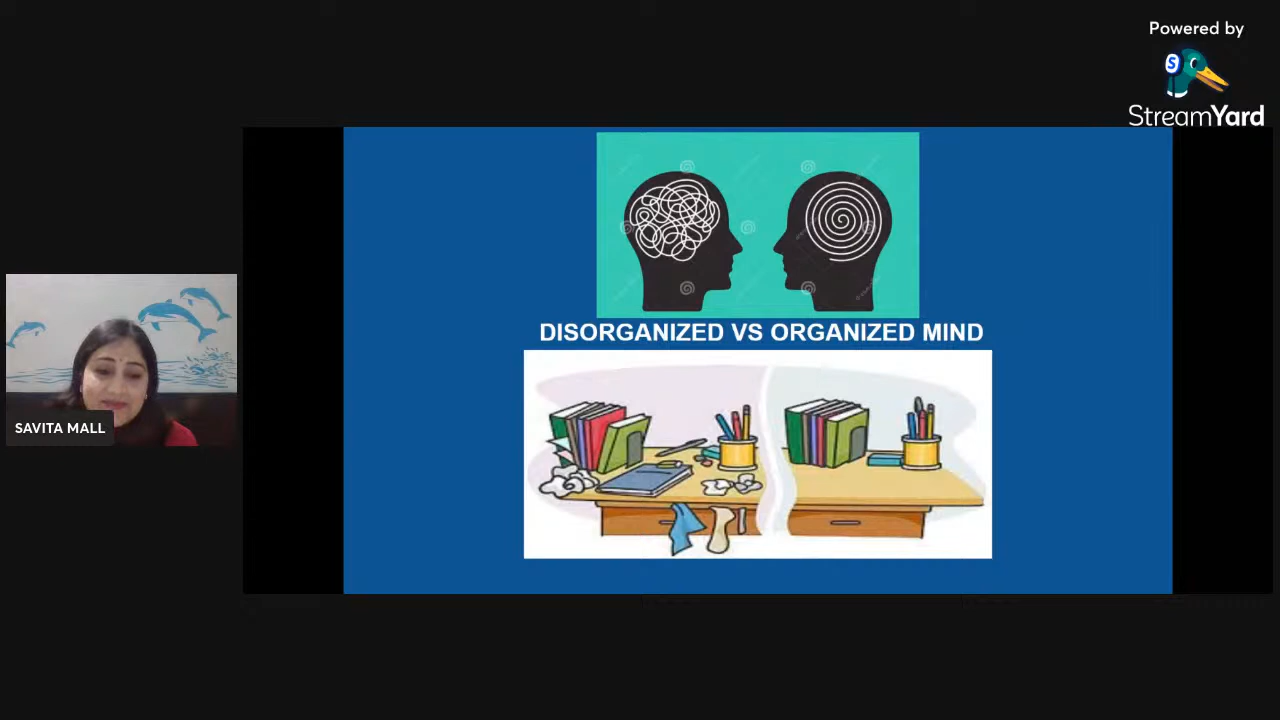 Powered by
S
StreamYard
DISORGANIZED VS ORGANIZED MIND
SAVITA MALL